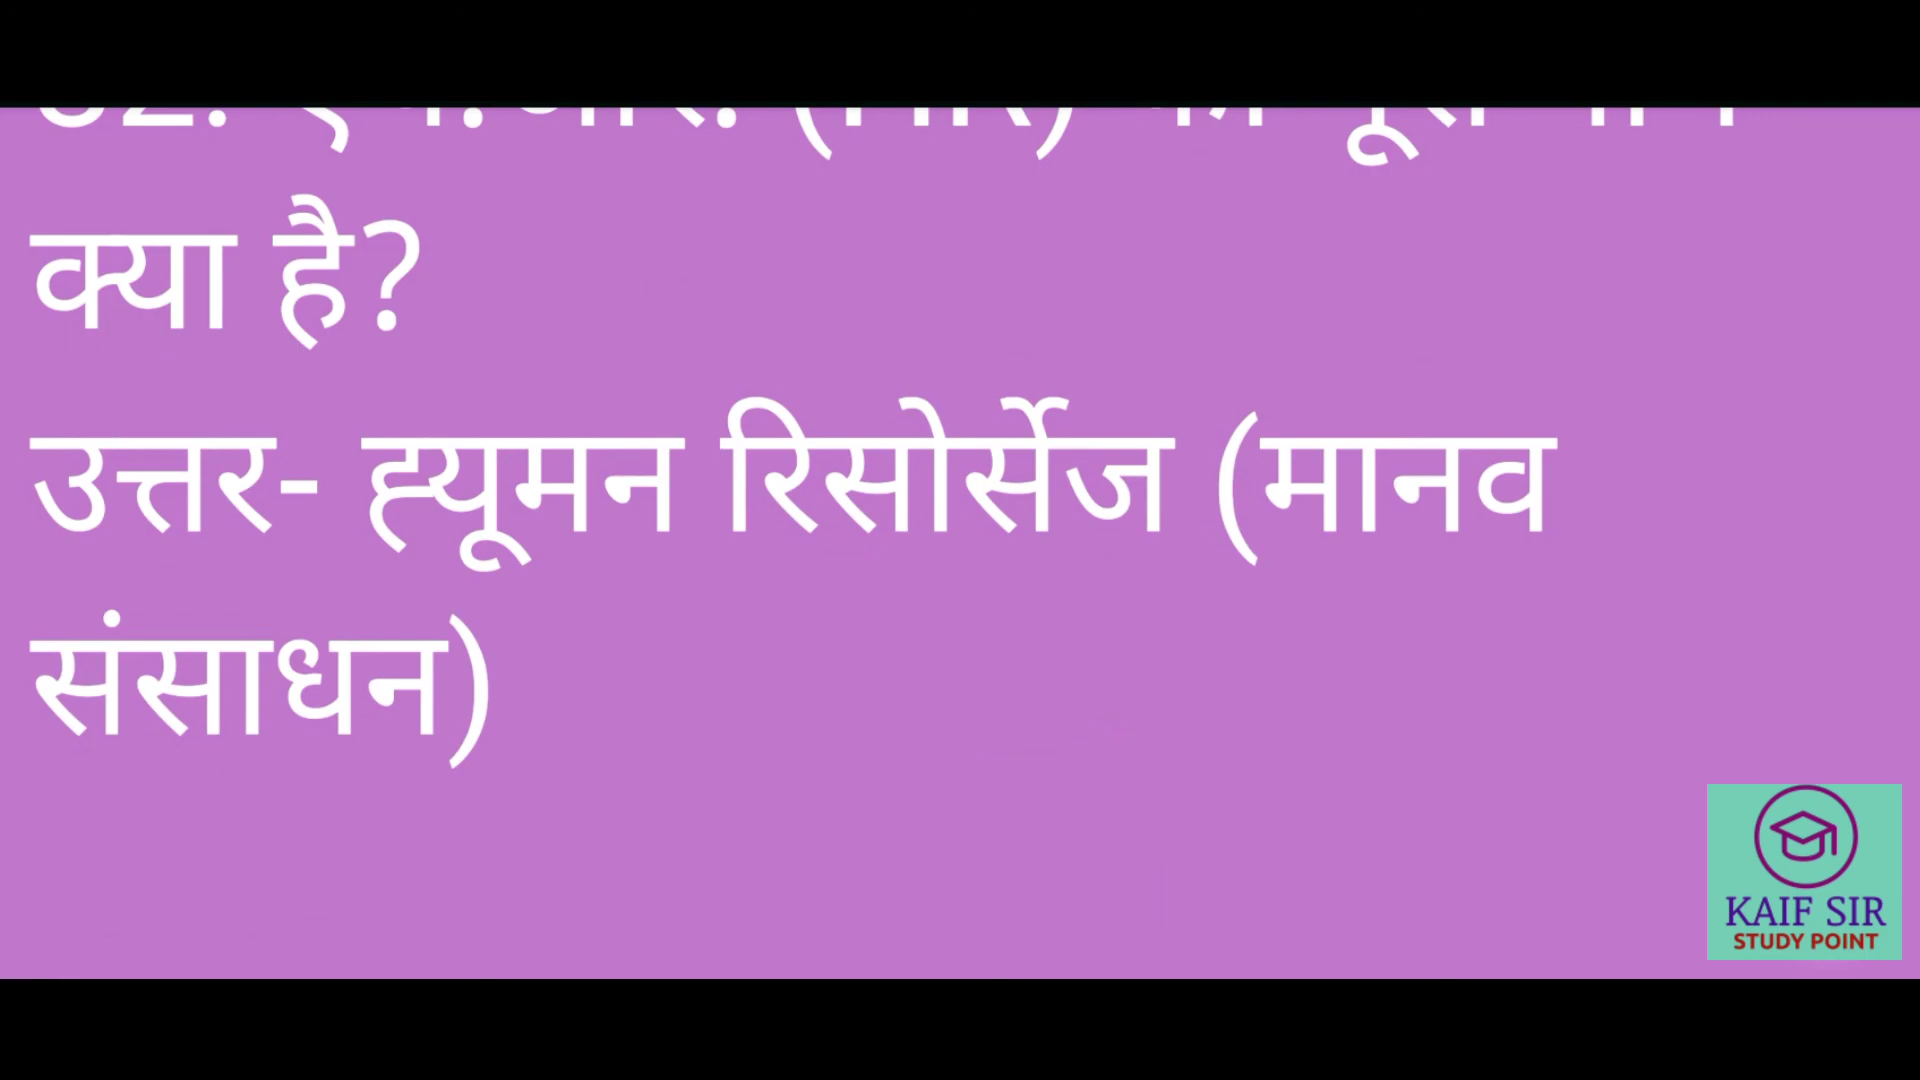 क्या है?
उत्तर- ह्यूमन रिसोर्सेज (मानव
संसाधन)
KAIF SIR
STUDY POINT